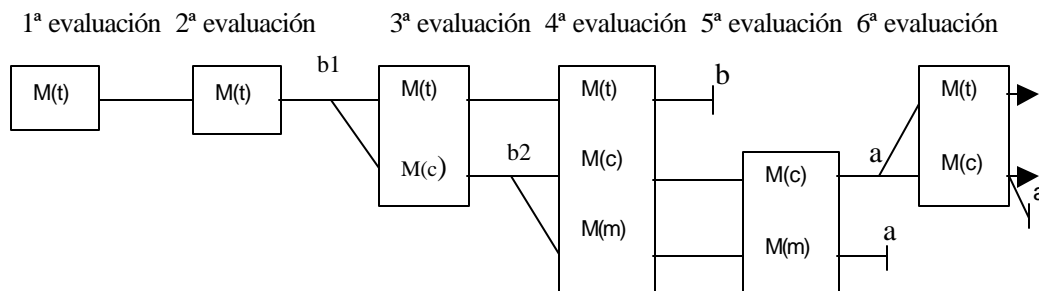 1ª evaluación 2ª evaluación 3ª evaluación 4ª evaluación 5ª evaluación 6ª evaluación
b1 b
M(t) M(t) M(t) M(t) M(t)
b2 a
M(c) M(c) M(c) M(c)
a
M(m) M(m) a